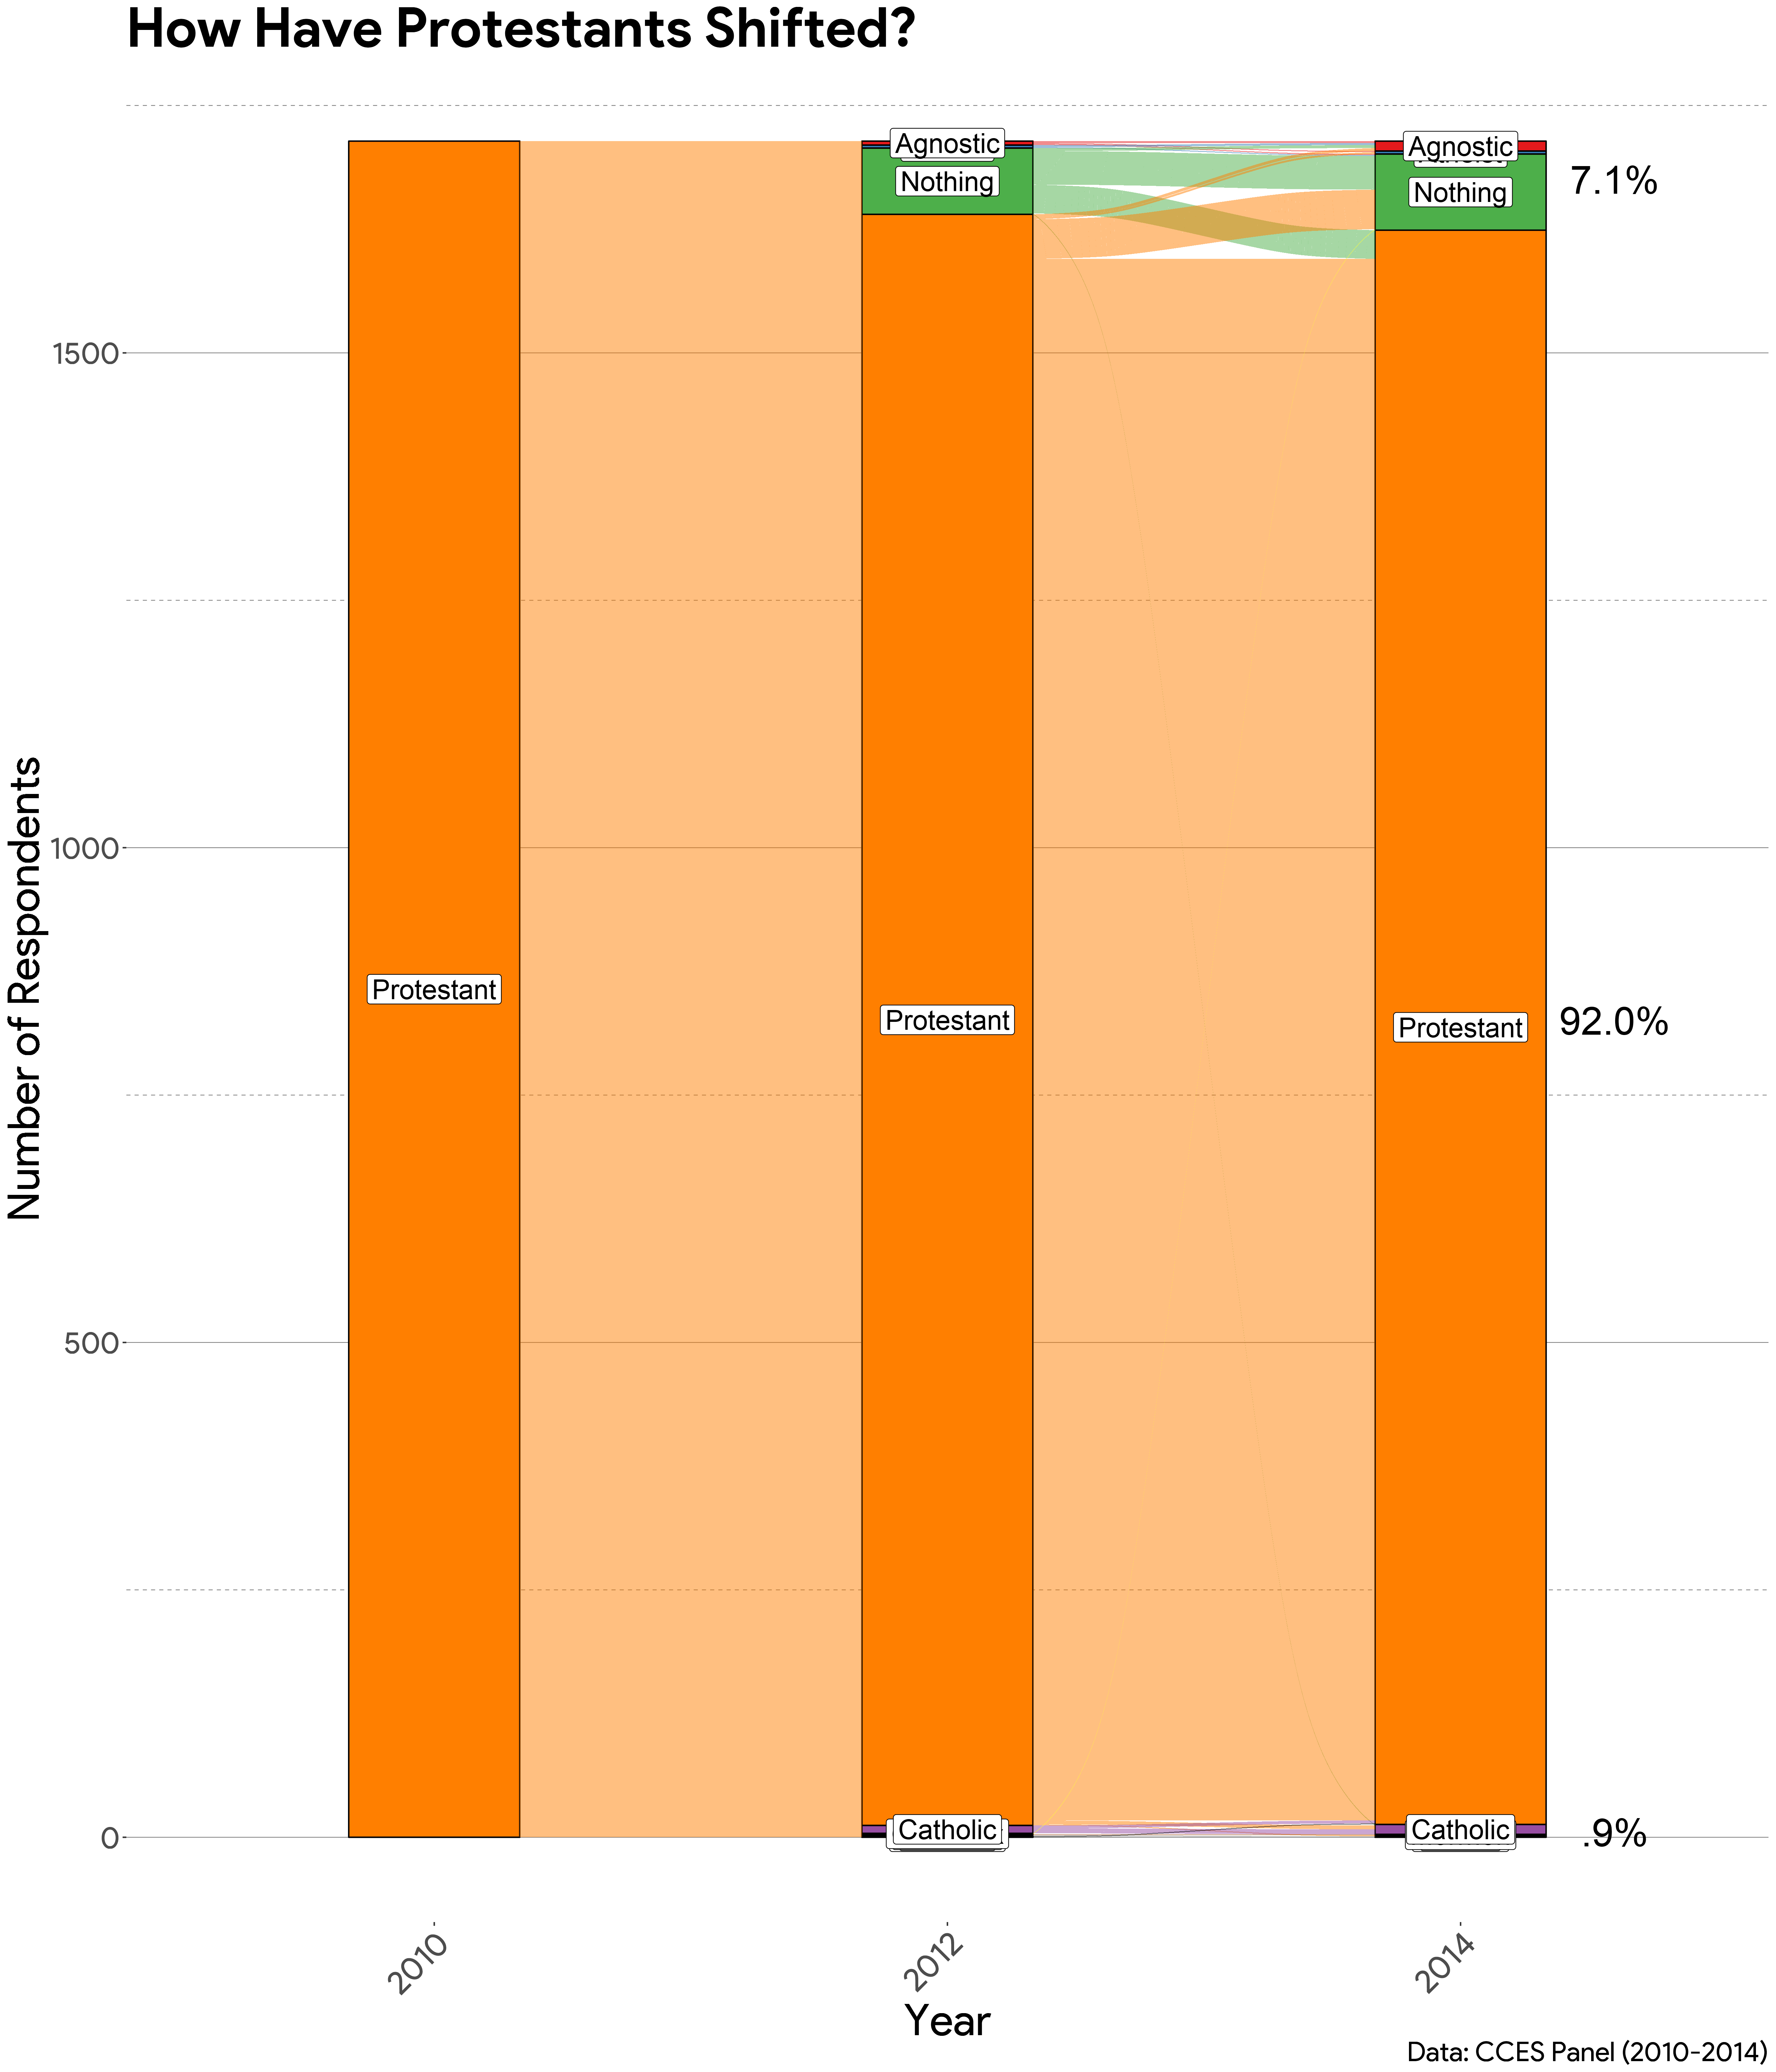 How Have Protestants Shifted?
Agnostic
Agnostic
Nothing
Nothing
7.1%
1500
1000
Number of Respondents
Protestant
Protestant
Protestant
92.0%
500
0
Catholic
Catholic
.9%
2010
2012
2014
Year
Data: CCES Panel (2010-2014)